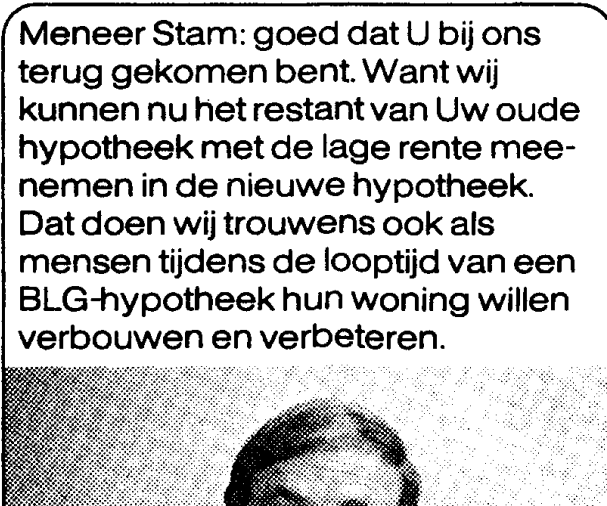 Meneer Stam: goed dat U bij ons
terug gekomen bent. Want wij
kunnen nu het restant van Uw oude
hypotheek met de lage rente mee-
nemen in de nieuwe hypotheek.
Dat doen wij trouwens ook als
mensen tijdens de looptijd van een
BLG-hypotheek hun woning willen
verbouwen en verbeteren.